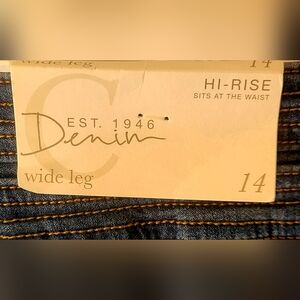 wide leg 14
HI-RISE
SITS AT THE WAIST
C
EST. 1946
Denim
wide leg 14